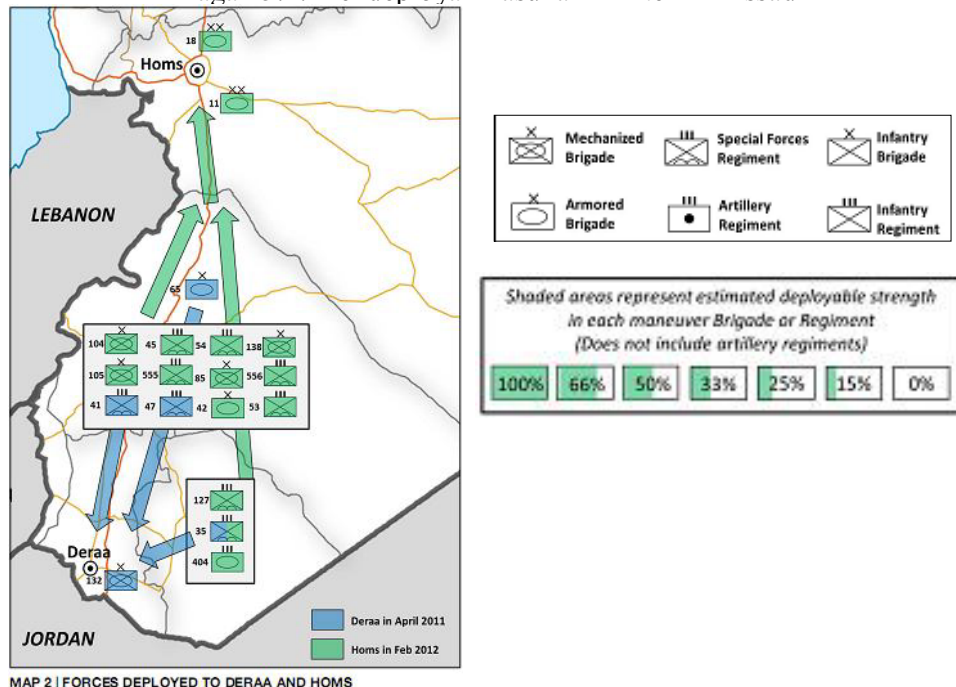 18
Homs
11
LEBANON
65
104 45 54 138
105 555 85 556
41 47 42 53
127
35
404
Deraa
132
JORDAN
Deraa in April 2011
Homs in Feb 2012
MAP 2 | FORCES DEPLOYED TO DERAA AND HOMS
Mechanized
Brigade
Special Forces
Regiment
Infantry
Brigade
Armored
Brigade
Artillery
Regiment
Infantry
Regiment
Shaded areas represent estimated deployable strength
in each maneuver Brigade or Regiment
(Does not include artillery regiments)
100% 66% 50% 33% 25% 15% 0%